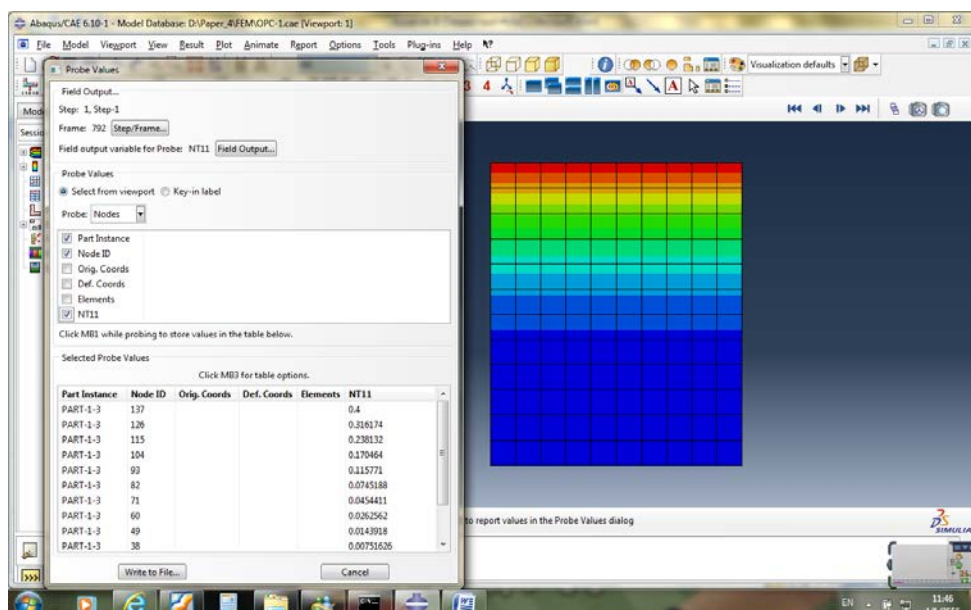 Abaqus/CAE 6.10-1 - Model Database: D:\Paper_4\FEM\OPC-1.cae [Viewport: 1]
File Model Viewport View Result Plot Animate Report Options Tools Plug-ins Help
Probe Values
Visualization defaults
Field Output...
3 4
Step: 1, Step-1
Frame: 792 Step/Frame...
Field output variable for Probe: NT11 Field Output...
Probe Values
Select from viewport Key-in label
Probe: Nodes
Part Instance
Node ID
Orig. Coords
Def. Coords
Elements
NT11
Click MB1 while probing to store values in the table below.
Selected Probe Values
Click MB3 for table options.
Part Instance Node ID Orig. Coords Def. Coords Elements NT11
PART-1-3 137 0.4
PART-1-3 126 0.316174
PART-1-3 115 0.238132
PART-1-3 104 0.170464
PART-1-3 93 0.115771
PART-1-3 82 0.0745188
PART-1-3 71 0.0454411
PART-1-3 60 0.0262562
PART-1-3 49 0.0143918
PART-1-3 38 0.00751626
to report values in the Probe Values dialog
SIMULIA
Write to File... Cancel
EN
11:46